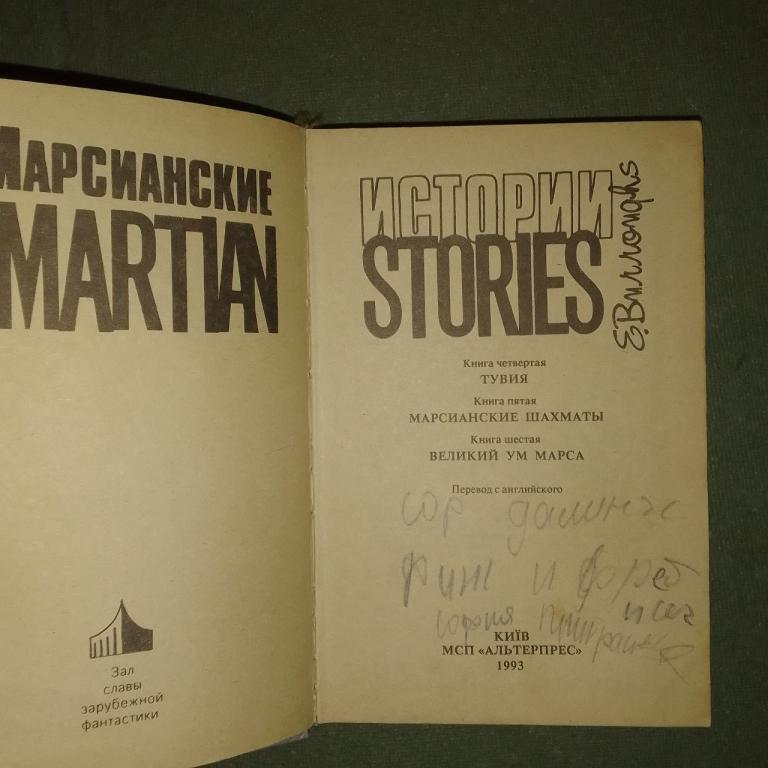 Марсианские
MARTIAN
Зал
славы
зарубежной
фантастики
ИСТОРИИ
STORIES
E. Burroughs
Книга четвертая
ТУВИЯ
Книга пятая
МАРСИАНСКИЕ ШАХМАТЫ
Книга шестая
ВЕЛИКИЙ УМ МАРСА
Перевод с английского
КИЇВ
МСП «АЛЬТЕРПРЕС»
1993